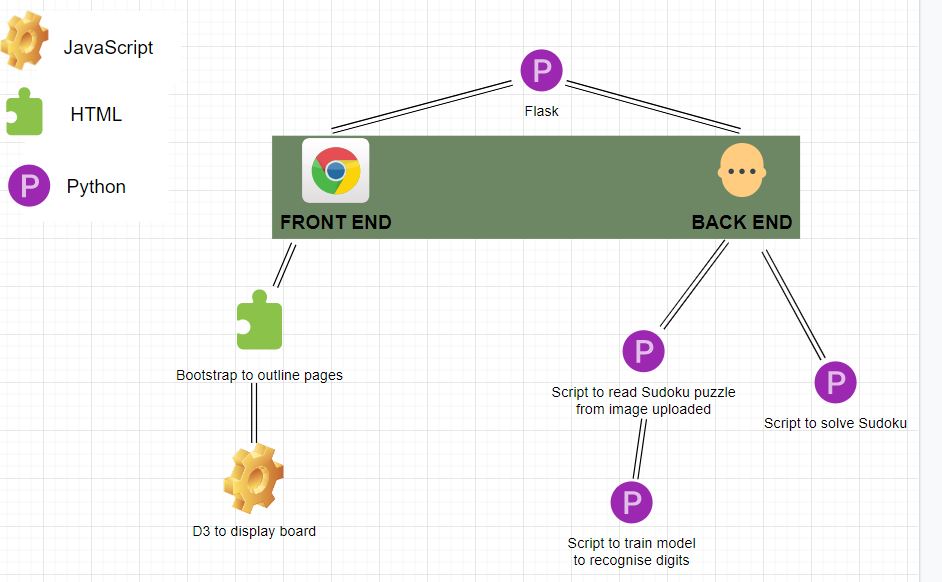 JavaScript
HTML
P
Python
P
Flask
FRONT END
BACK END
Bootstrap to outline pages
D3 to display board
P
Script to read Sudoku puzzle
from image uploaded
P
Script to train model
to recognise digits
P
Script to solve Sudoku